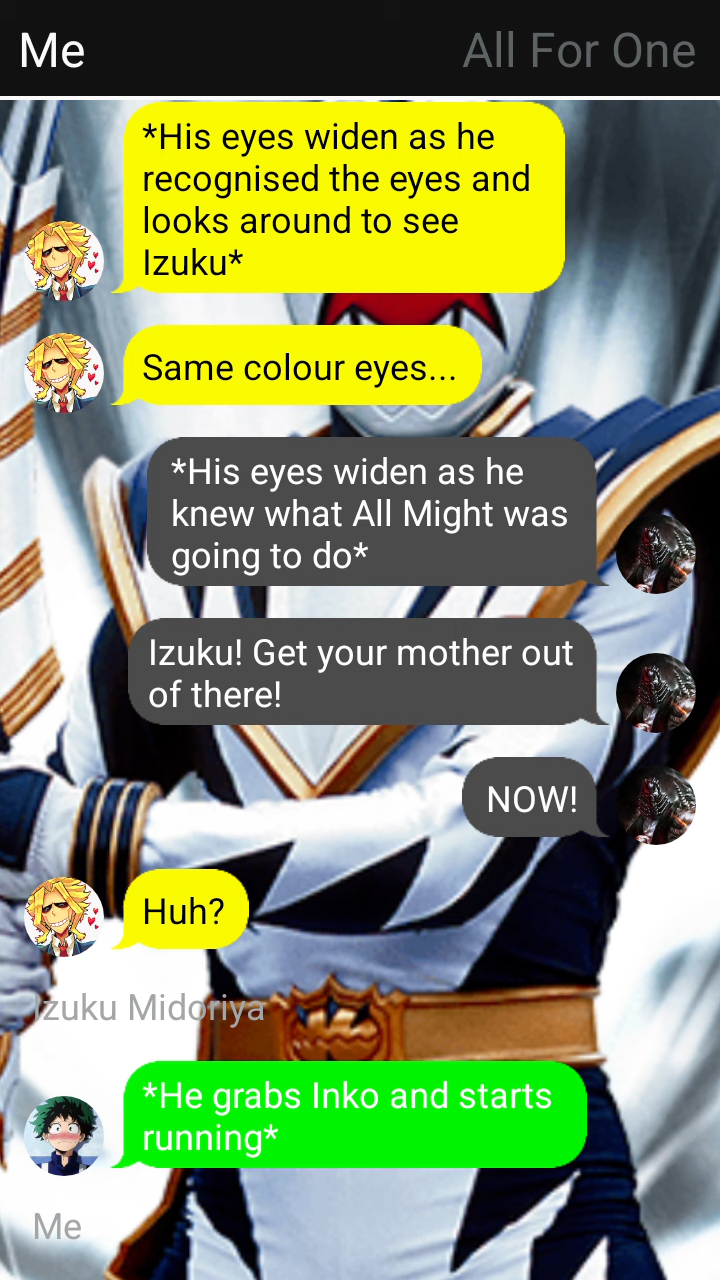 Me
All For One
*His eyes widen as he
recognised the eyes and
looks around to see
Izuku*
Same colour eyes...
*His eyes widen as he
knew what All Might was
going to do*
Izuku! Get your mother out
of there!
NOW!
Huh?
Izuku Midoriya
*He grabs Inko and starts
running*
Me